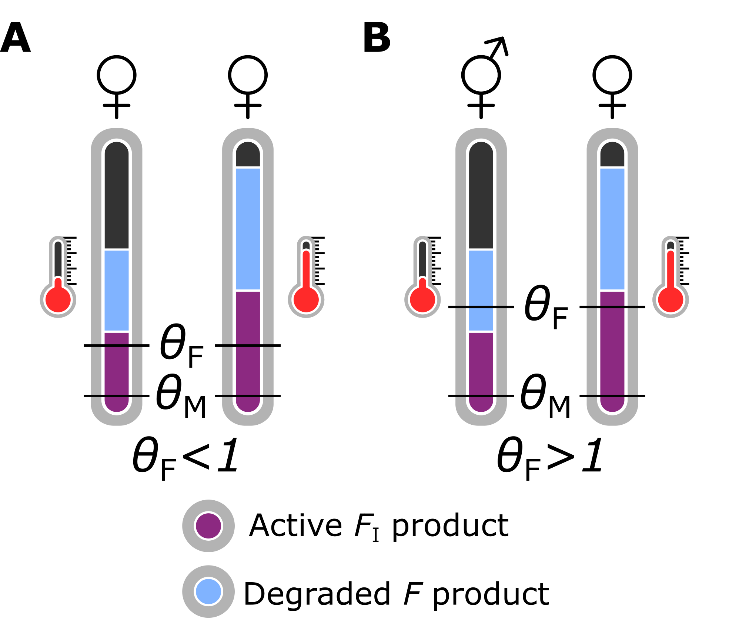 A
B
θF
θM
θF<1
θF
θM
θF>1
Active FI product
Degraded F product